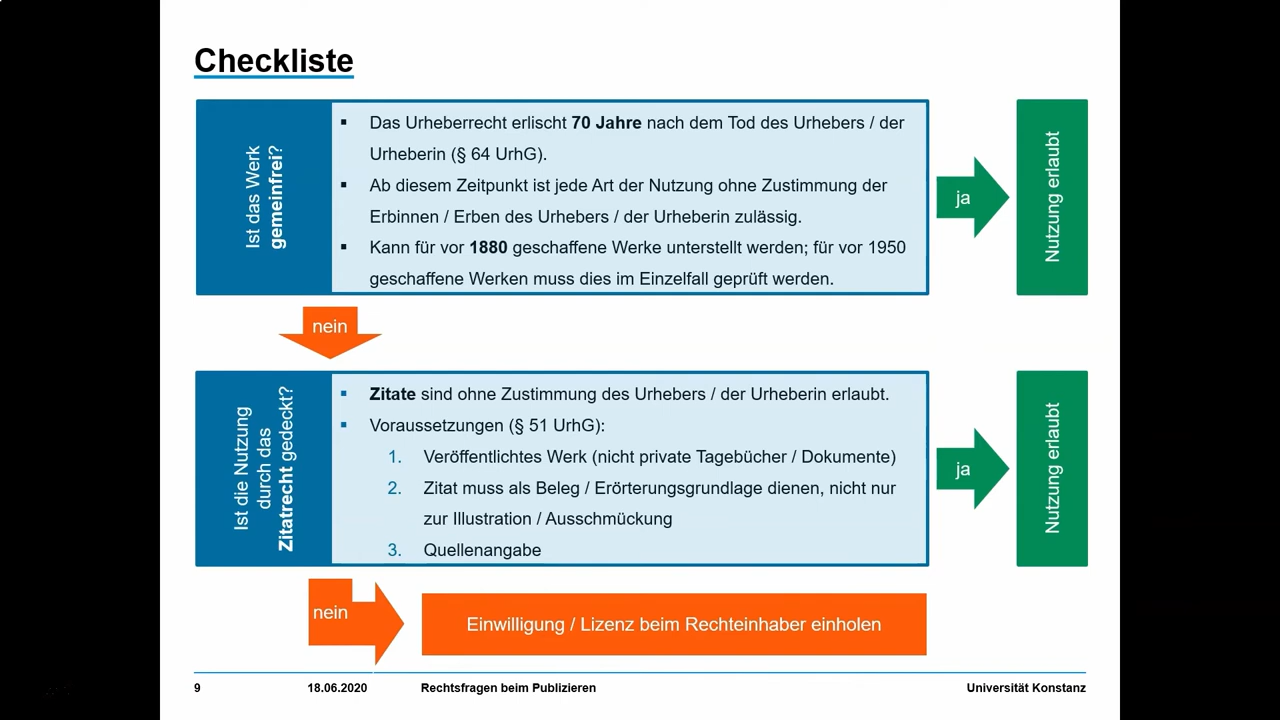 Checkliste
Ist das Werk
gemeinfrei?
▪ Das Urheberrecht erlischt 70 Jahre nach dem Tod des Urhebers / der
Urheberin (§ 64 UrhG).
▪ Ab diesem Zeitpunkt ist jede Art der Nutzung ohne Zustimmung der
Erbinnen / Erben des Urhebers / der Urheberin zulässig.
▪ Kann für vor 1880 geschaffene Werke unterstellt werden; für vor 1950
geschaffene Werken muss dies im Einzelfall geprüft werden.
ja
Nutzung erlaubt
nein
Ist die Nutzung
durch das
Zitatrecht gedeckt?
▪ Zitate sind ohne Zustimmung des Urhebers / der Urheberin erlaubt.
▪ Voraussetzungen (§ 51 UrhG):
1. Veröffentlichtes Werk (nicht private Tagebücher / Dokumente)
2. Zitat muss als Beleg / Erörterungsgrundlage dienen, nicht nur
zur Illustration / Ausschmückung
3. Quellenangabe
ja
Nutzung erlaubt
nein
Einwilligung / Lizenz beim Rechteinhaber einholen
9 18.06.2020 Rechtsfragen beim Publizieren Universität Konstanz